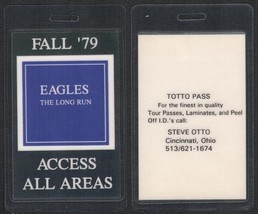 FALL '79
EAGLES
THE LONG RUN
ACCESS
ALL AREAS
TOTTO PASS
For the finest in quality
Tour Passes, Laminates, and Peel
Off I.D.'s call:
STEVE OTTO
Cincinnati, Ohio
513/621-1674